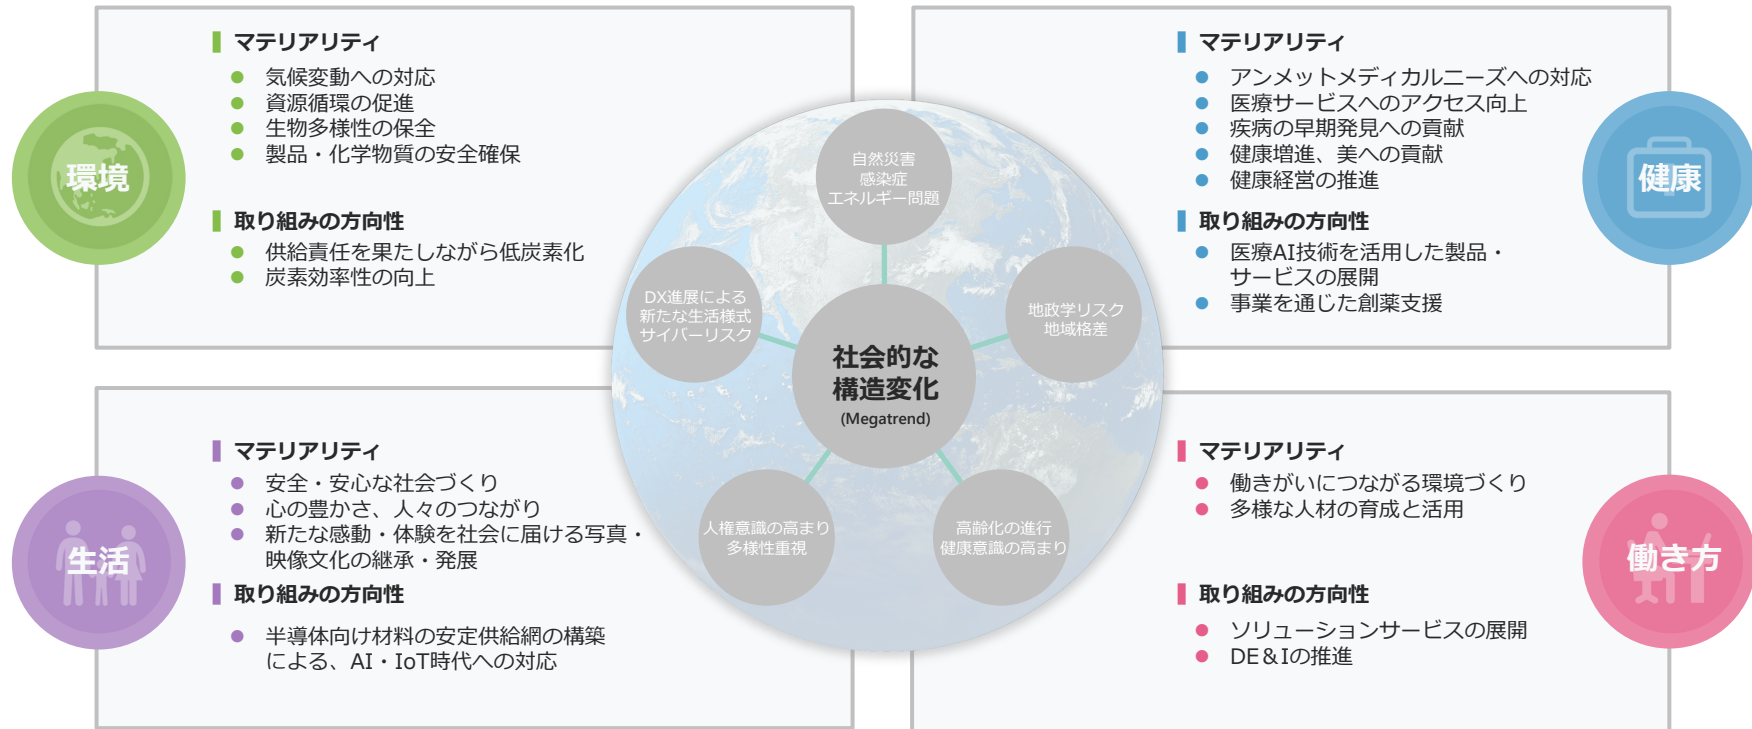 環境
マテリアリティ
気候変動への対応
資源循環の促進
生物多様性の保全
製品・化学物質の安全確保
取り組みの方向性
供給責任を果たしながら低炭素化
炭素効率性の向上
健康
マテリアリティ
アンメットメディカルニーズへの対応
医療サービスへのアクセス向上
疾病の早期発見への貢献
健康増進、美への貢献
健康経営の推進
取り組みの方向性
医療AI技術を活用した製品・
サービスの展開
事業を通じた創薬支援
自然災害
感染症
エネルギー問題
DX進展による
新たな生活様式
サイバーリスク
地政学リスク
地域格差
社会的な
構造変化
(Megatrend)
人権意識の高まり
多様性重視
高齢化の進行
健康意識の高まり
生活
マテリアリティ
安全・安心な社会づくり
心の豊かさ、人々のつながり
新たな感動・体験を社会に届ける写真・
映像文化の継承・発展
取り組みの方向性
半導体向け材料の安定供給網の構築
による、AI・IoT時代への対応
働き方
マテリアリティ
働きがいにつながる環境づくり
多様な人材の育成と活用
取り組みの方向性
ソリューションサービスの展開
DE&Iの推進